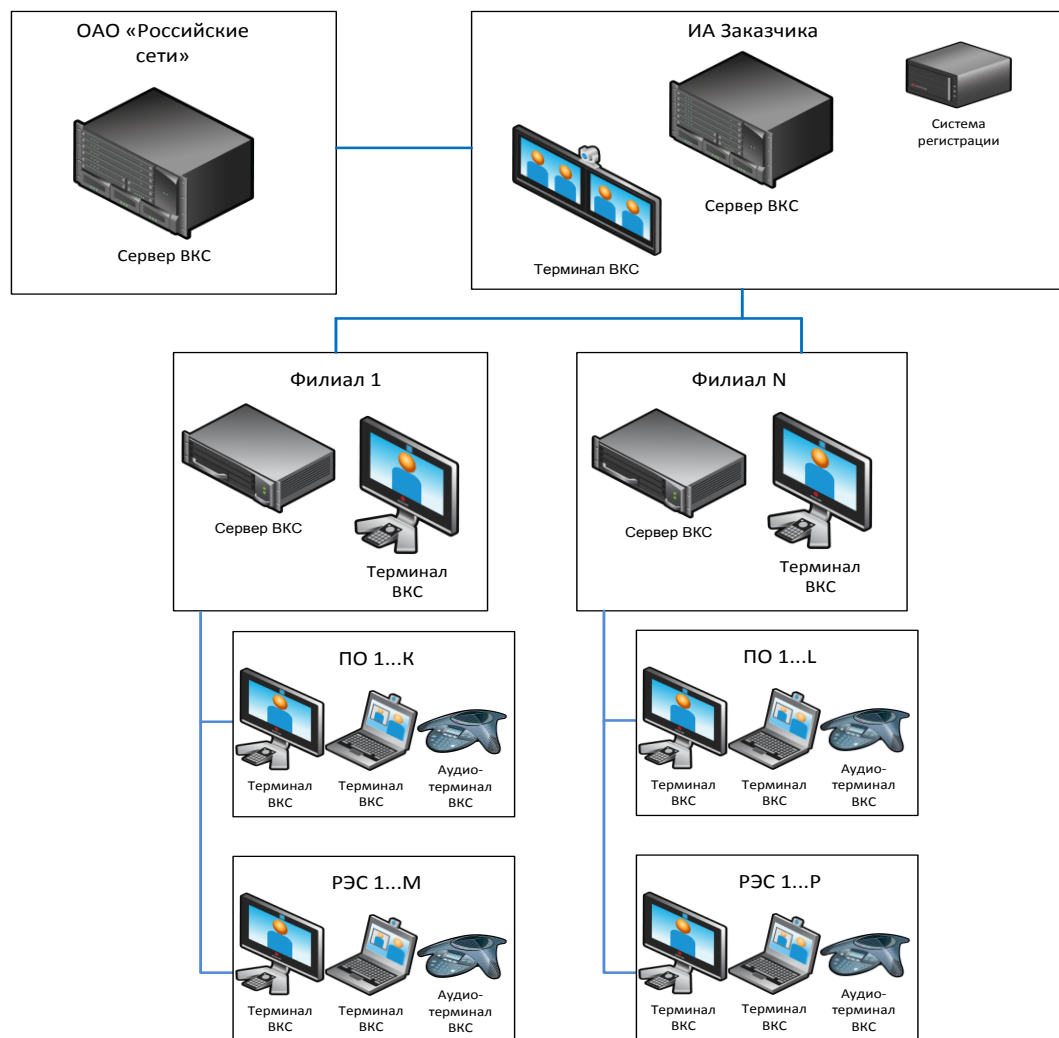 ОАО «Российские
сети»
Сервер ВКС
ИА Заказчика
Система
регистрации
Сервер ВКС
Терминал ВКС
Филиал 1
Сервер ВКС
Терминал
ВКС
Филиал N
Сервер ВКС
Терминал
ВКС
ПО 1...К
Терминал
ВКС
Терминал
ВКС
Аудио-
терминал
ВКС
ПО 1...L
Терминал
ВКС
Терминал
ВКС
Аудио-
терминал
ВКС
РЭС 1...М
Терминал
ВКС
Терминал
ВКС
Аудио-
терминал
ВКС
РЭС 1...Р
Терминал
ВКС
Терминал
ВКС
Аудио-
терминал
ВКС